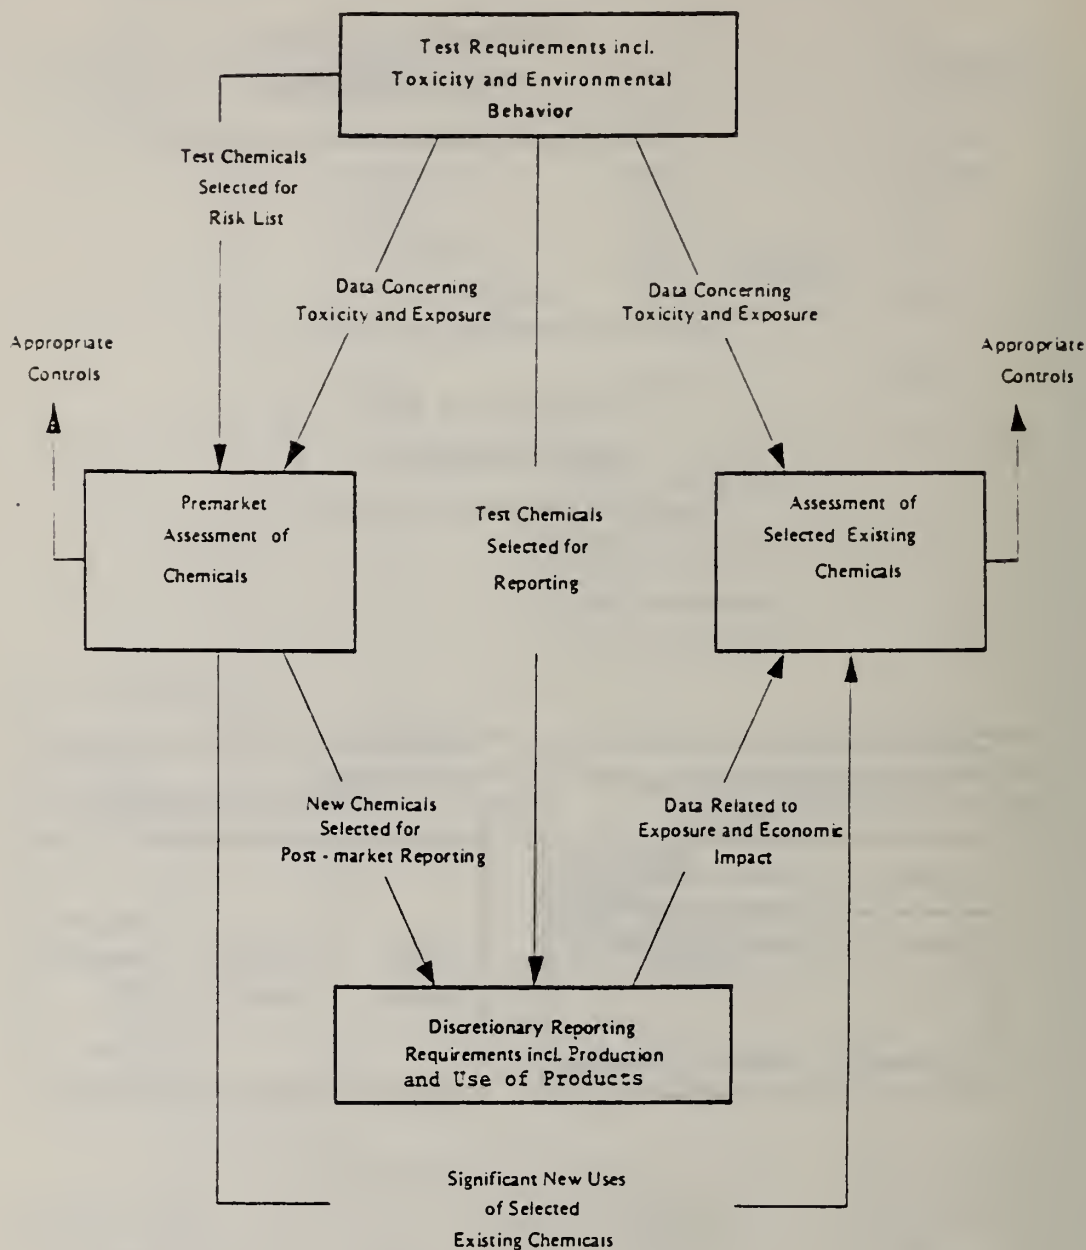 Test Requirements incl.
Toxicity and Environmental
Behavior
Test Chemicals
Selected for
Risk List
Data Concerning
Toxicity and Exposure
Data Concerning
Toxicity and Exposure
Appropriate
Controls
Appropriate
Controls
Premarket
Assessment of
Chemicals
Test Chemicals
Selected for
Reporting
Assessment of
Selected Existing
Chemicals
New Chemicals
Selected for
Post - market Reporting
Data Related to
Exposure and Economic
Impact
Discretionary Reporting
Requirements incl. Production
and Use of Products
Significant New Uses
of Selected
Existing Chemicals